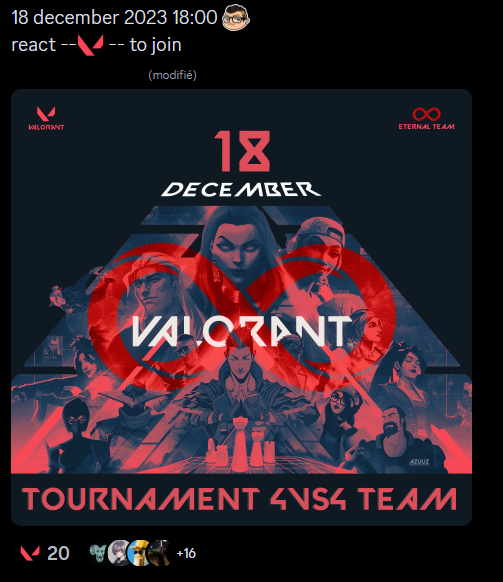 18 december 2023 18:00
react -- -- to join
(modifié)
VALORANT
ETERNAL TEAM
18
DECEMBER
VALORANT
AZUUZ
TOURNAMENT 4VS4 TEAM
20
+16